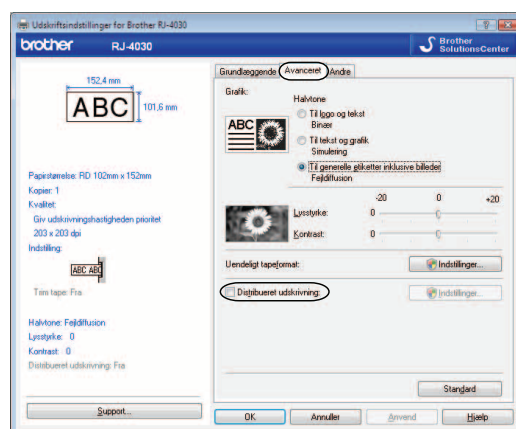 Udskriftsindstillinger for Brother RJ-4030
brother RJ-4030
Brother
SolutionsCenter
152,4 mm
ABC
101,6 mm
Papirstørrelse: RD 102mm x 152mm
Kopier: 1
Kvalitet:
Giv udskrivningshastigheden prioritet
203 x 203 dpi
Indstilling:
ABC ABC
Trim tape: Fra
Halvtone: Fejldiffusion
Lysstyrke: 0
Kontrast: 0
Distribueret udskrivning: Fra
Support...
Grundlæggende Avanceret Andre
Grafik:
ABC
Halvtone
Til logo og tekst
Binær
Til tekst og grafik
Simulering
Til generelle etiketter inklusive billeder
Fejldiffusion
-20 0 +20
Lysstyrke: 0
Kontrast: 0
Uendeligt tapeformat: Indstillinger...
Distribueret udskrivning: Indstillinger...
Standard
OK Annuller Anvend Hjælp